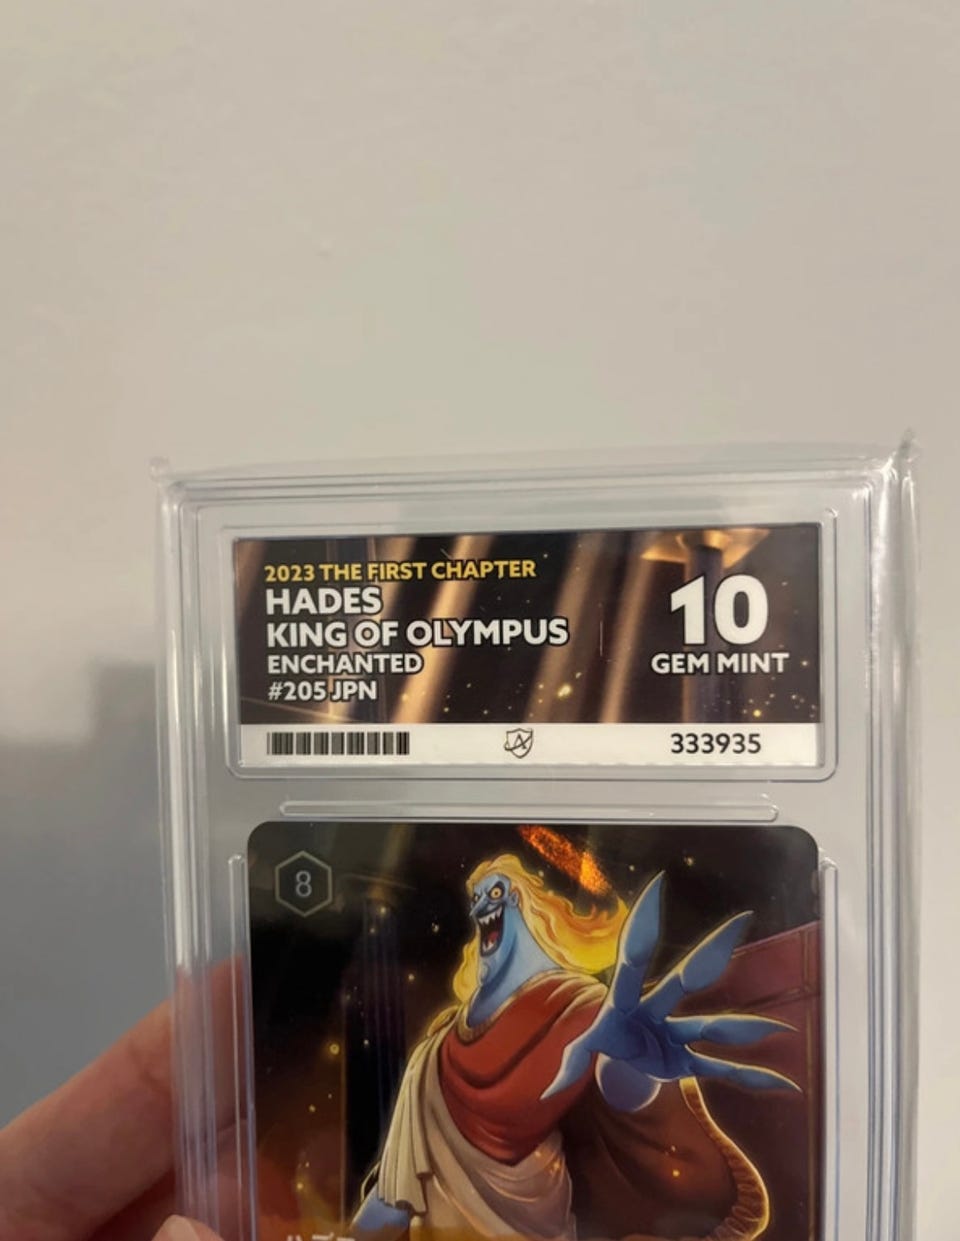 2023 THE FIRST CHAPTER
HADES
KING OF OLYMPUS
ENCHANTED
#205 JPN
10
GEM MINT
333935
8